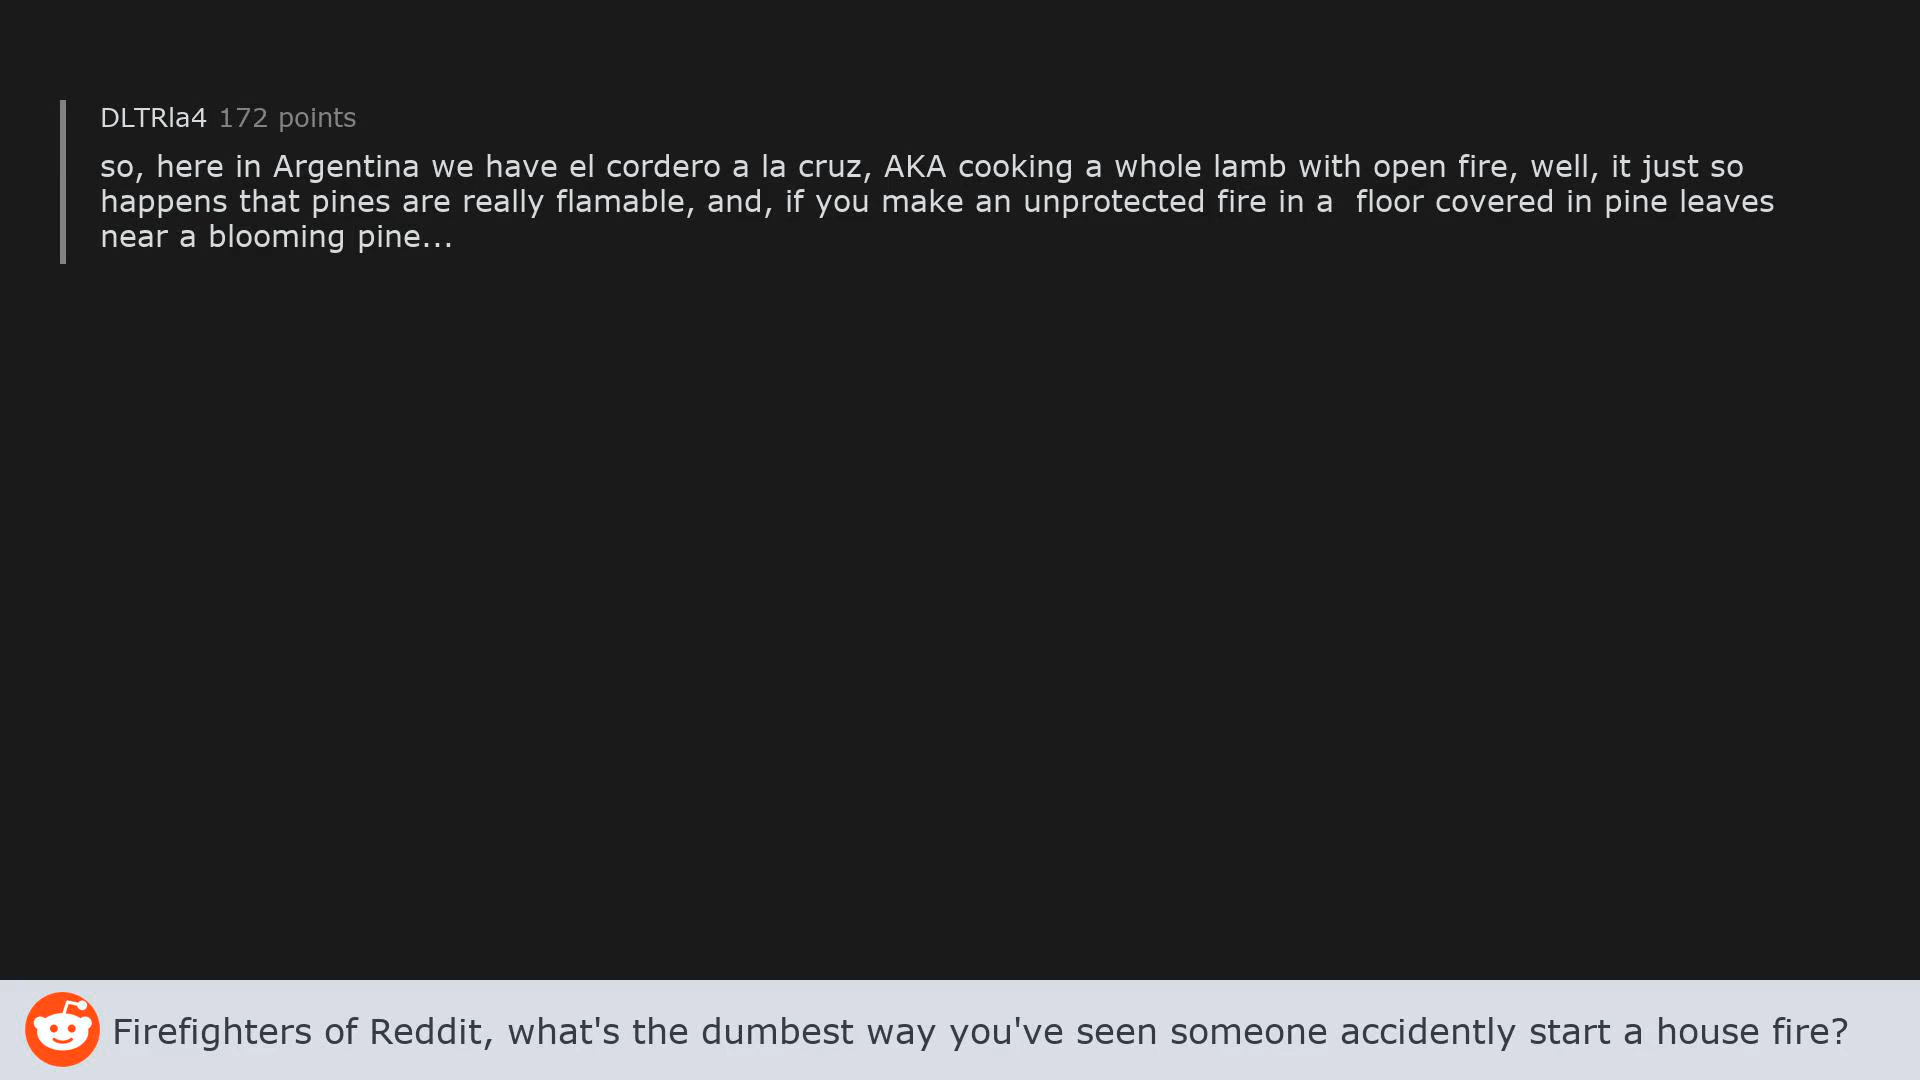 DLTRla4 172 points
so, here in Argentina we have el cordero a la cruz, AKA cooking a whole lamb with open fire, well, it just so
happens that pines are really flamable, and, if you make an unprotected fire in a  floor covered in pine leaves
near a blooming pine...
Firefighters of Reddit, what's the dumbest way you've seen someone accidently start a house fire?